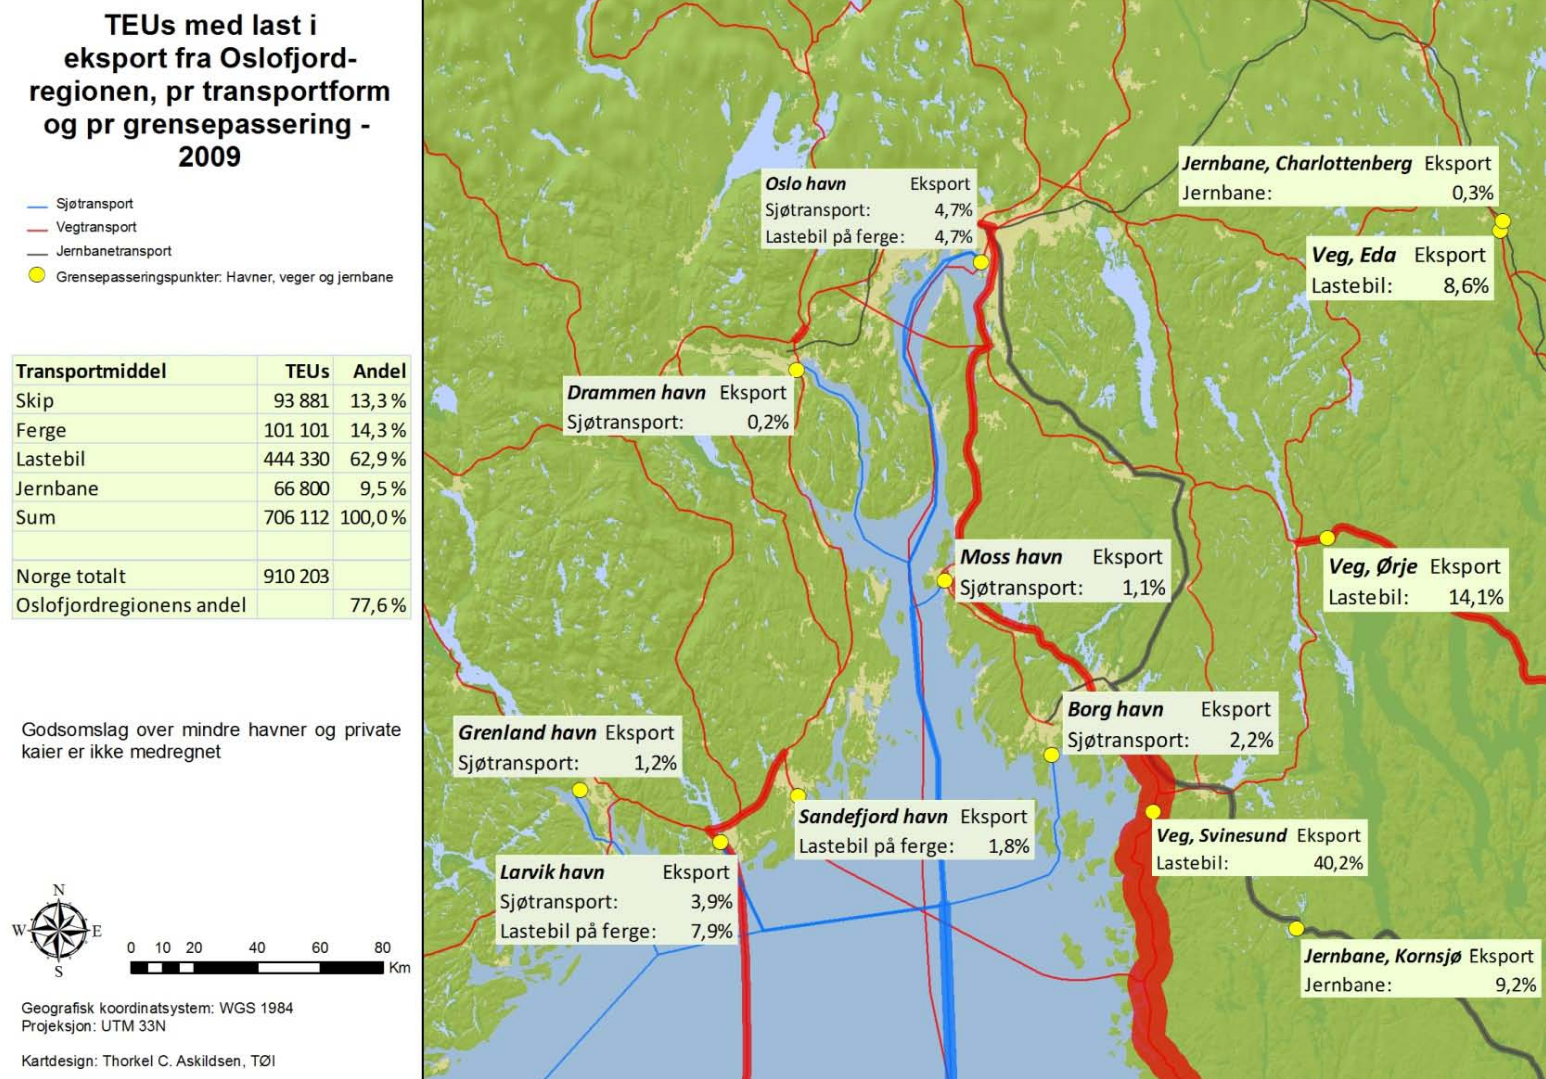 TEUs med last i
eksport fra Oslofjord-
regionen, pr transportform
og pr grensepassering -
2009
Sjøtransport
Vegtransport
Jernbanetransport
Grensepasseringspunkter: Havner, veger og jernbane
Transportmiddel TEUs Andel
Skip 93 881 13,3 %
Ferge 101 101 14,3 %
Lastebil 444 330 62,9 %
Jernbane 66 800 9,5 %
Sum 706 112 100,0 %
Norge totalt 910 203
Oslofjordregionens andel 77,6 %
Godsomslag over mindre havner og private
kaier er ikke medregnet
N
W E
S
0 10 20 40 60 80
Km
Geografisk koordinatsystem: WGS 1984
Projeksjon: UTM 33N
Kartdesign: Thorkel C. Askildsen, TØI
Oslo havn Eksport
Sjøtransport: 4,7%
Lastebil på ferge: 4,7%
Jernbane, Charlottenberg Eksport
Jernbane: 0,3%
Veg, Eda Eksport
Lastebil: 8,6%
Drammen havn Eksport
Sjøtransport: 0,2%
Moss havn Eksport
Sjøtransport: 1,1%
Veg, Ørje Eksport
Lastebil: 14,1%
Grenland havn Eksport
Sjøtransport: 1,2%
Borg havn Eksport
Sjøtransport: 2,2%
Sandefjord havn Eksport
Lastebil på ferge: 1,8%
Veg, Svinesund Eksport
Lastebil: 40,2%
Larvik havn Eksport
Sjøtransport: 3,9%
Lastebil på ferge: 7,9%
Jernbane, Kornsjø Eksport
Jernbane: 9,2%